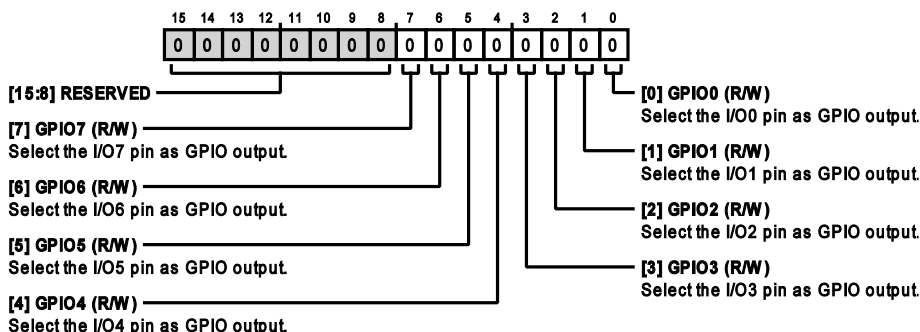 15 14 13 12 11 10 9 8 7 6 5 4 3 2 1 0
0 0 0 0 0 0 0 0 0 0 0 0 0 0 0 0
[15:8] RESERVED
[7] GPIO7 (R/W)
Select the I/O7 pin as GPIO output.
[6] GPIO6 (R/W)
Select the I/O6 pin as GPIO output.
[5] GPIO5 (R/W)
Select the I/O5 pin as GPIO output.
[4] GPIO4 (R/W)
Select the I/O4 pin as GPIO output.
[0] GPIO0 (R/W)
Select the I/O0 pin as GPIO output.
[1] GPIO1 (R/W)
Select the I/O1 pin as GPIO output.
[2] GPIO2 (R/W)
Select the I/O2 pin as GPIO output.
[3] GPIO3 (R/W)
Select the I/O3 pin as GPIO output.